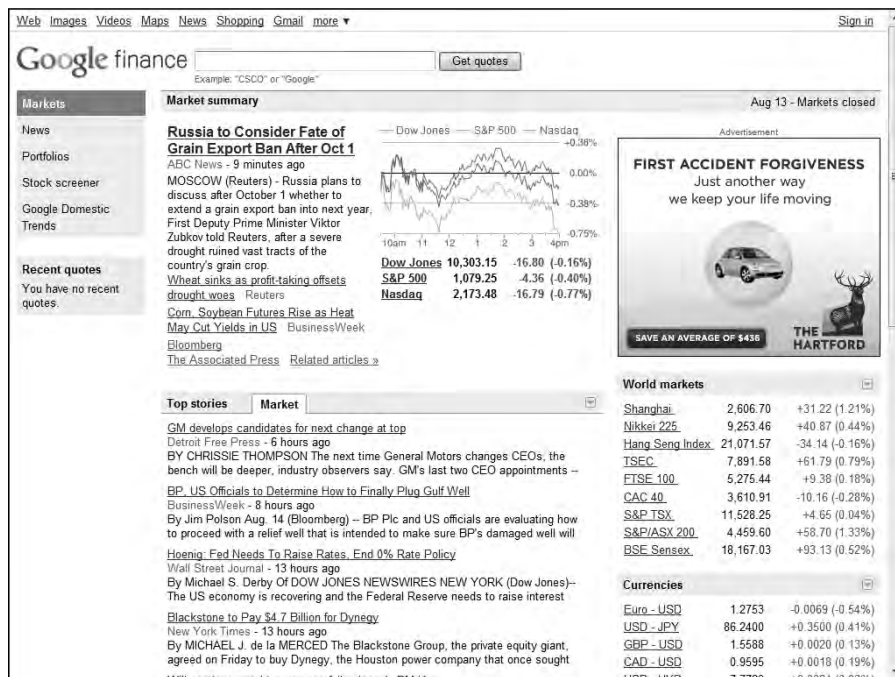 Web Images Videos Maps News Shopping Gmail more ▼
Sign in
Google finance
Get quotes
Example: "CSCO" or "Google"
Markets
News
Portfolios
Stock screener
Google Domestic
Trends
Recent quotes
You have no recent
quotes.
Market summary
Aug 13 - Markets closed
Russia to Consider Fate of
Grain Export Ban After Oct 1
ABC News - 9 minutes ago
MOSCOW (Reuters) - Russia plans to
discuss after October 1 whether to
extend a grain export ban into next year,
First Deputy Prime Minister Viktor
Zubkov told Reuters, after a severe
drought ruined vast tracts of the
country's grain crop.
Wheat sinks as profit-taking offsets
drought woes Reuters
Corn, Soybean Futures Rise as Heat
May Cut Yields in US BusinessWeek
Bloomberg
The Associated Press Related articles »
Dow Jones S&P 500 Nasdaq
+0.38%
0.00%
-0.38%
-0.75%
10am 11 12 1 2 3 4pm
Dow Jones 10,303.15 -16.80 (-0.16%)
S&P 500 1,079.25 -4.36 (-0.40%)
Nasdaq 2,173.48 -16.79 (-0.77%)
Advertisement
FIRST ACCIDENT FORGIVENESS
Just another way
we keep your life moving
SAVE AN AVERAGE OF $436
THE
HARTFORD
Top stories Market
GM develops candidates for next change at top
Detroit Free Press - 6 hours ago
BY CHRISSIE THOMPSON The next time General Motors changes CEOs, the
bench will be deeper, industry observers say. GM's last two CEO appointments --
BP, US Officials to Determine How to Finally Plug Gulf Well
BusinessWeek - 8 hours ago
By Jim Polson Aug. 14 (Bloomberg) -- BP Plc and US officials are evaluating how
to proceed with a relief well that is intended to make sure BP's damaged well will
Hoenig: Fed Needs To Raise Rates, End 0% Rate Policy
Wall Street Journal - 13 hours ago
By Michael S. Derby Of DOW JONES NEWSWIRES NEW YORK (Dow Jones)--
The US economy is recovering and the Federal Reserve needs to raise interest
Blackstone to Pay $4.7 Billion for Dynegy
New York Times - 13 hours ago
By MICHAEL J. de la MERCED The Blackstone Group, the private equity giant,
agreed on Friday to buy Dynegy, the Houston power company that once sought
World markets
Shanghai 2,606.70 +31.22 (1.21%)
Nikkei 225 9,253.46 +40.87 (0.44%)
Hang Seng Index 21,071.57 -34.14 (-0.16%)
TSEC 7,891.58 +61.79 (0.79%)
FTSE 100 5,275.44 +9.38 (0.18%)
CAC 40 3,610.91 -10.16 (-0.28%)
S&P TSX 11,528.25 +4.65 (0.04%)
S&P/ASX 200 4,459.60 +58.70 (1.33%)
BSE Sensex 18,167.03 +93.13 (0.52%)
Currencies
Euro - USD 1.2753 -0.0069 (-0.54%)
USD - JPY 86.2400 +0.3500 (0.41%)
GBP - USD 1.5588 +0.0020 (0.13%)
CAD - USD 0.9595 +0.0018 (0.19%)